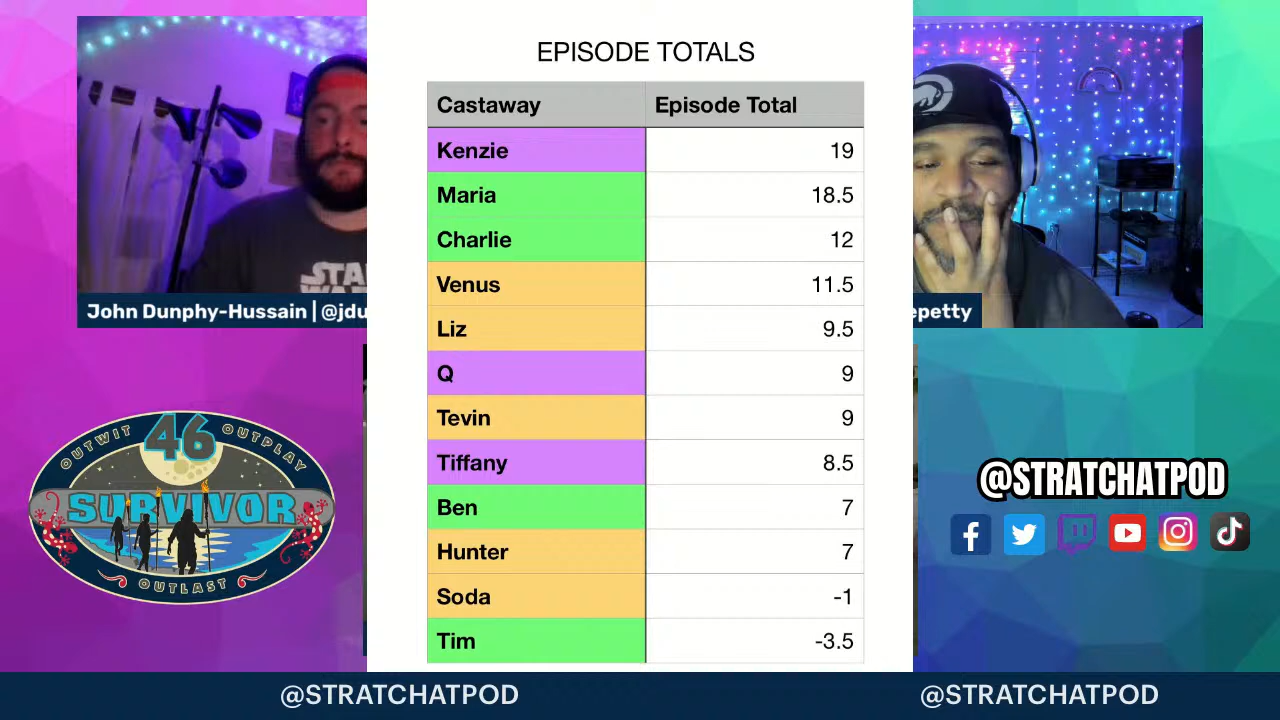 EPISODE TOTALS
Castaway Episode Total
Kenzie 19
Maria 18.5
Charlie 12
Venus 11.5
Liz 9.5
Q 9
Tevin 9
Tiffany 8.5
Ben 7
Hunter 7
Soda -1
Tim -3.5
STAR
WARS
John Dunphy-Hussain | @jdu
epetty
OUTWIT 46 OUTPLAY
SURVIVOR
OUTLAST
@STRATCHATPOD
@STRATCHATPOD
@STRATCHATPOD